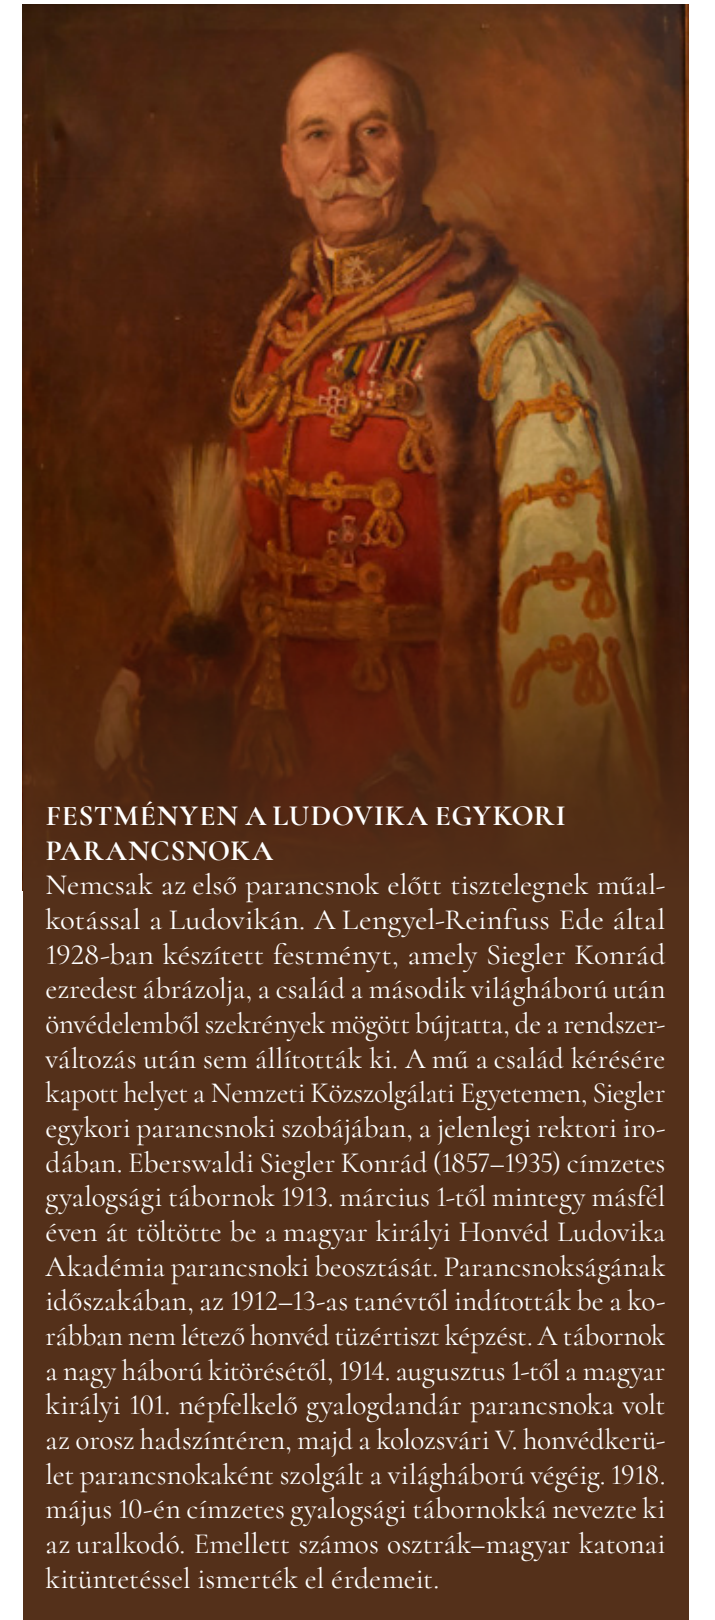 FESTMÉNYEN A LUDOVIKA EGYKORI
PARANCSNOKA
Nemcsak az első parancsnok előtt tisztelegnek műal-
kotással a Ludovikán. A Lengyel-Reinfuss Ede által
1928-ban készített festményt, amely Siegler Konrád
ezredest ábrázolja, a család a második világháború után
önvédelemből szekrények mögött bújtatta, de a rendszer-
változás után sem állították ki. A mű a család kérésére
kapott helyet a Nemzeti Közszolgálati Egyetemen, Siegler
egykori parancsnoki szobájában, a jelenlegi rektori iro-
dában. Eberswaldi Siegler Konrád (1857–1935) címzetes
gyalogsági tábornok 1913. március 1-től mintegy másfél
éven át töltötte be a magyar királyi Honvéd Ludovika
Akadémia parancsnoki beosztását. Parancsnokságának
időszakában, az 1912–13-as tanévtől indították be a ko-
rábban nem létező honvéd tüzértiszt képzést. A tábornok
a nagy háború kitörésétől, 1914. augusztus 1-től a magyar
királyi 101. népfelkelő gyalogdandár parancsnoka volt
az orosz hadszíntéren, majd a kolozsvári V. honvédkerü-
let parancsnokaként szolgált a világháború végéig. 1918.
május 10-én címzetes gyalogsági tábornokká nevezte ki
az uralkodó. Emellett számos osztrák–magyar katonai
kitüntetéssel ismerték el érdemeit.